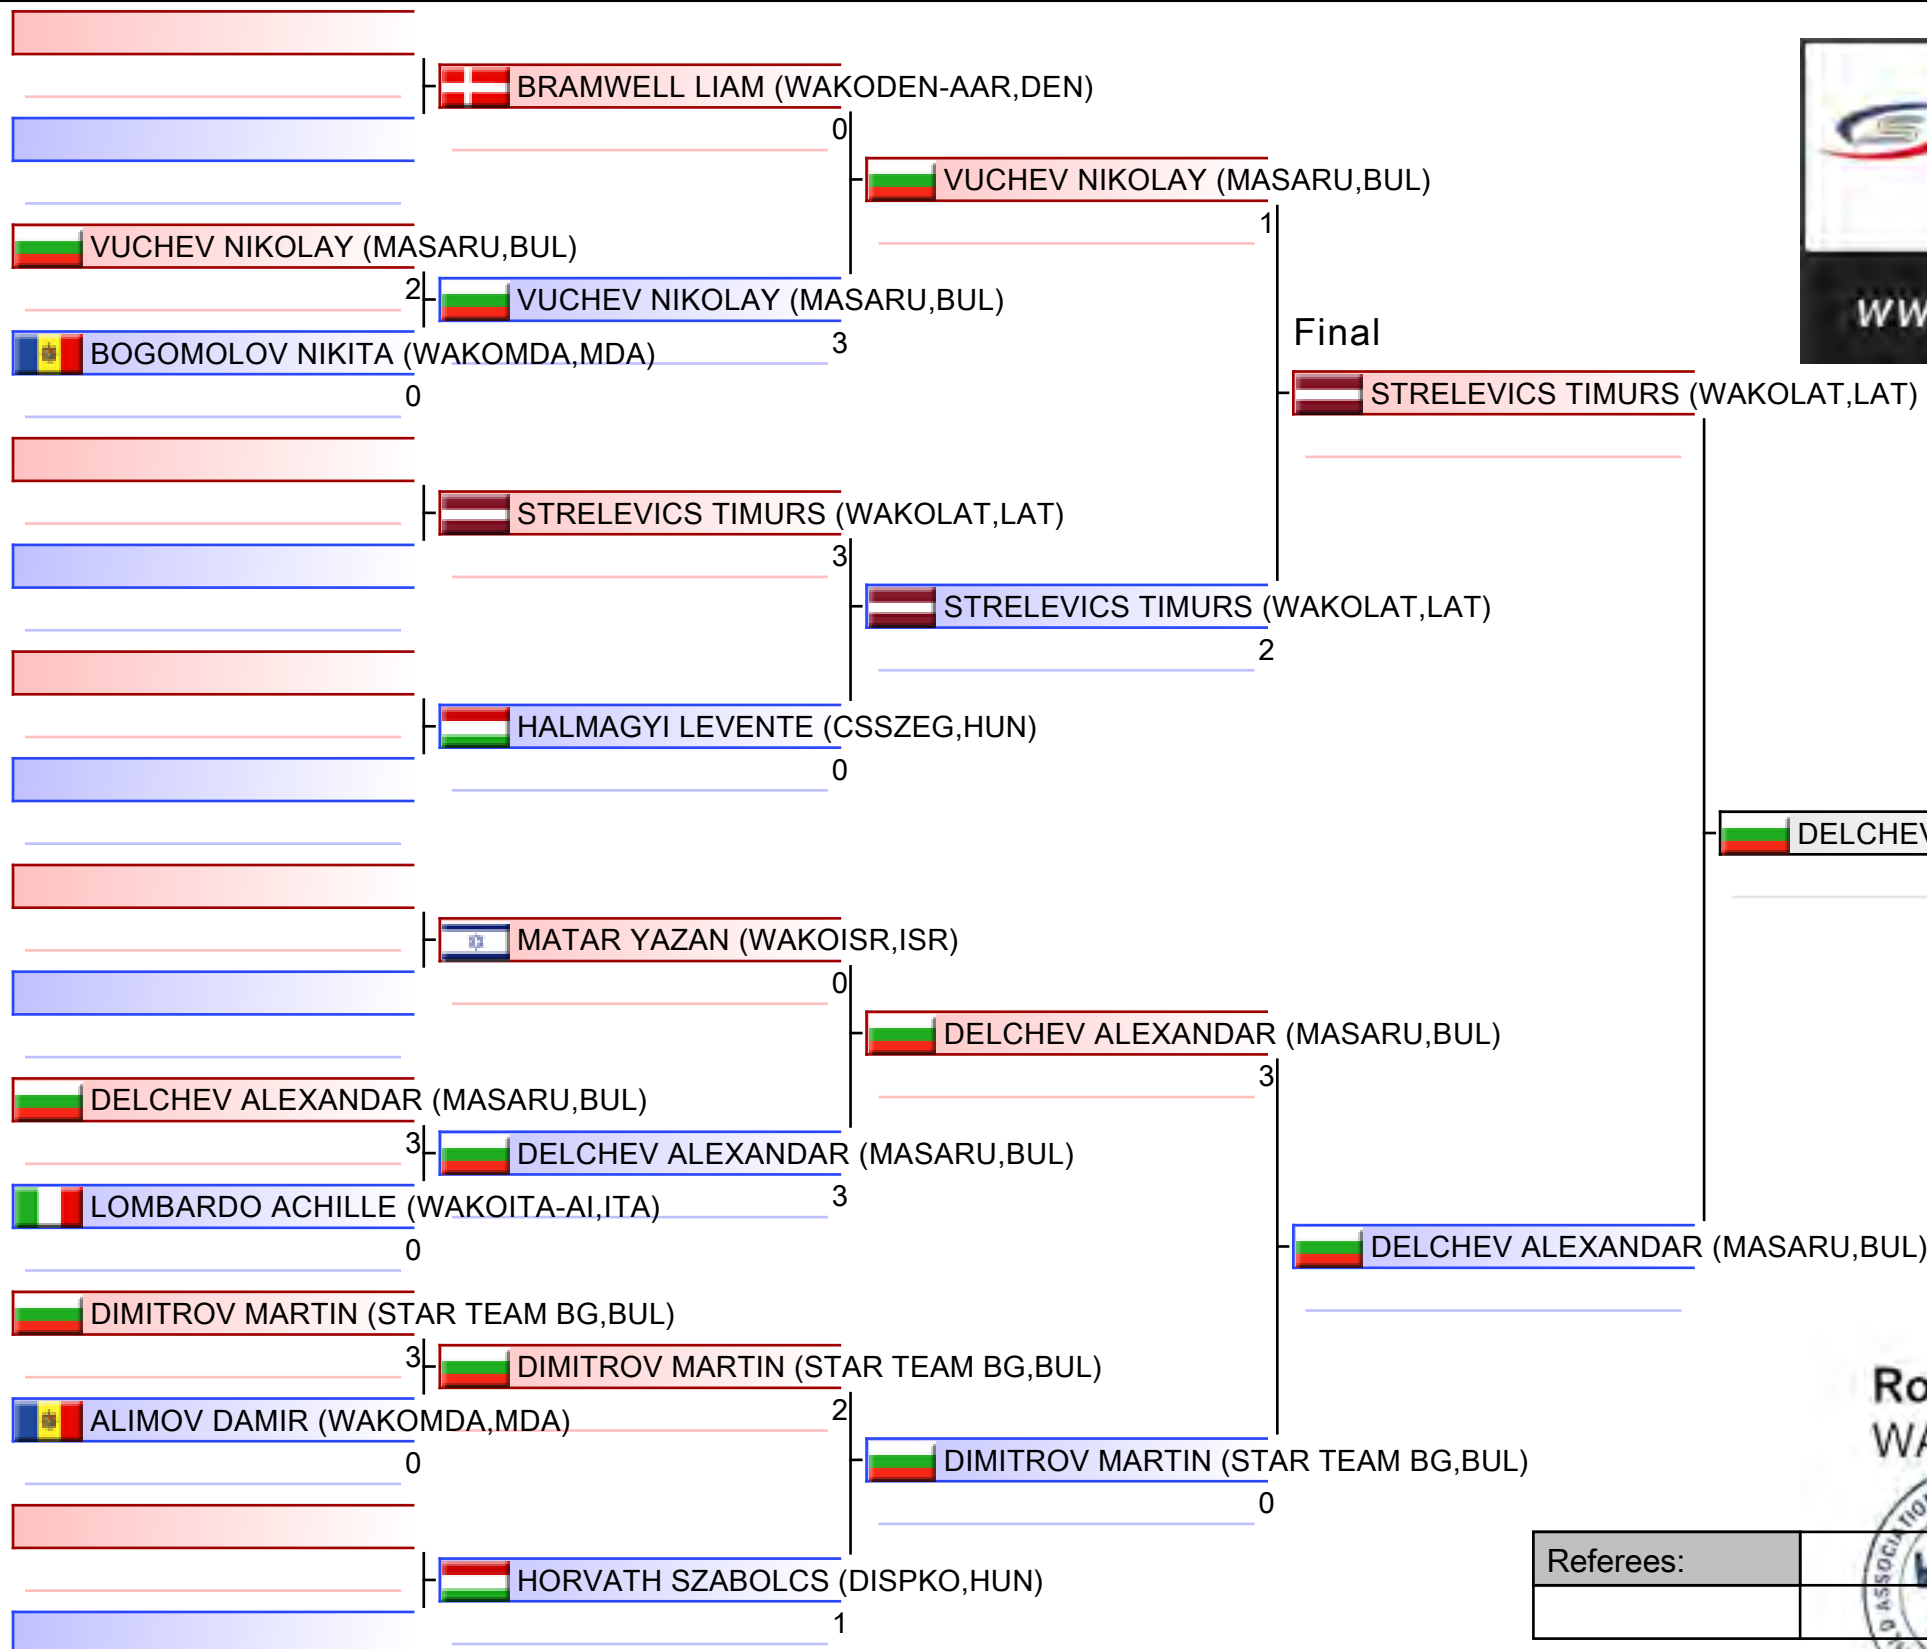 BRAMWELL LIAM (WAKODEN-AAR,DEN)
0
VUCHEV NIKOLAY (MASARU,BUL)
1
VUCHEV NIKOLAY (MASARU,BUL)
2
VUCHEV NIKOLAY (MASARU,BUL)
3
BOGOMOLOV NIKITA (WAKOMDA,MDA)
0
Final
STRELEVICS TIMURS (WAKOLAT,LAT)
STRELEVICS TIMURS (WAKOLAT,LAT)
3
STRELEVICS TIMURS (WAKOLAT,LAT)
2
HALMAGYI LEVENTE (CSSZEG,HUN)
0
DELCHEV
MATAR YAZAN (WAKOISR,ISR)
0
DELCHEV ALEXANDAR (MASARU,BUL)
3
DELCHEV ALEXANDAR (MASARU,BUL)
3
DELCHEV ALEXANDAR (MASARU,BUL)
3
LOMBARDO ACHILLE (WAKOITA-AI,ITA)
0
DELCHEV ALEXANDAR (MASARU,BUL)
DIMITROV MARTIN (STAR TEAM BG,BUL)
3
DIMITROV MARTIN (STAR TEAM BG,BUL)
2
ALIMOV DAMIR (WAKOMDA,MDA)
0
DIMITROV MARTIN (STAR TEAM BG,BUL)
0
HORVATH SZABOLCS (DISPKO,HUN)
1
Referees: